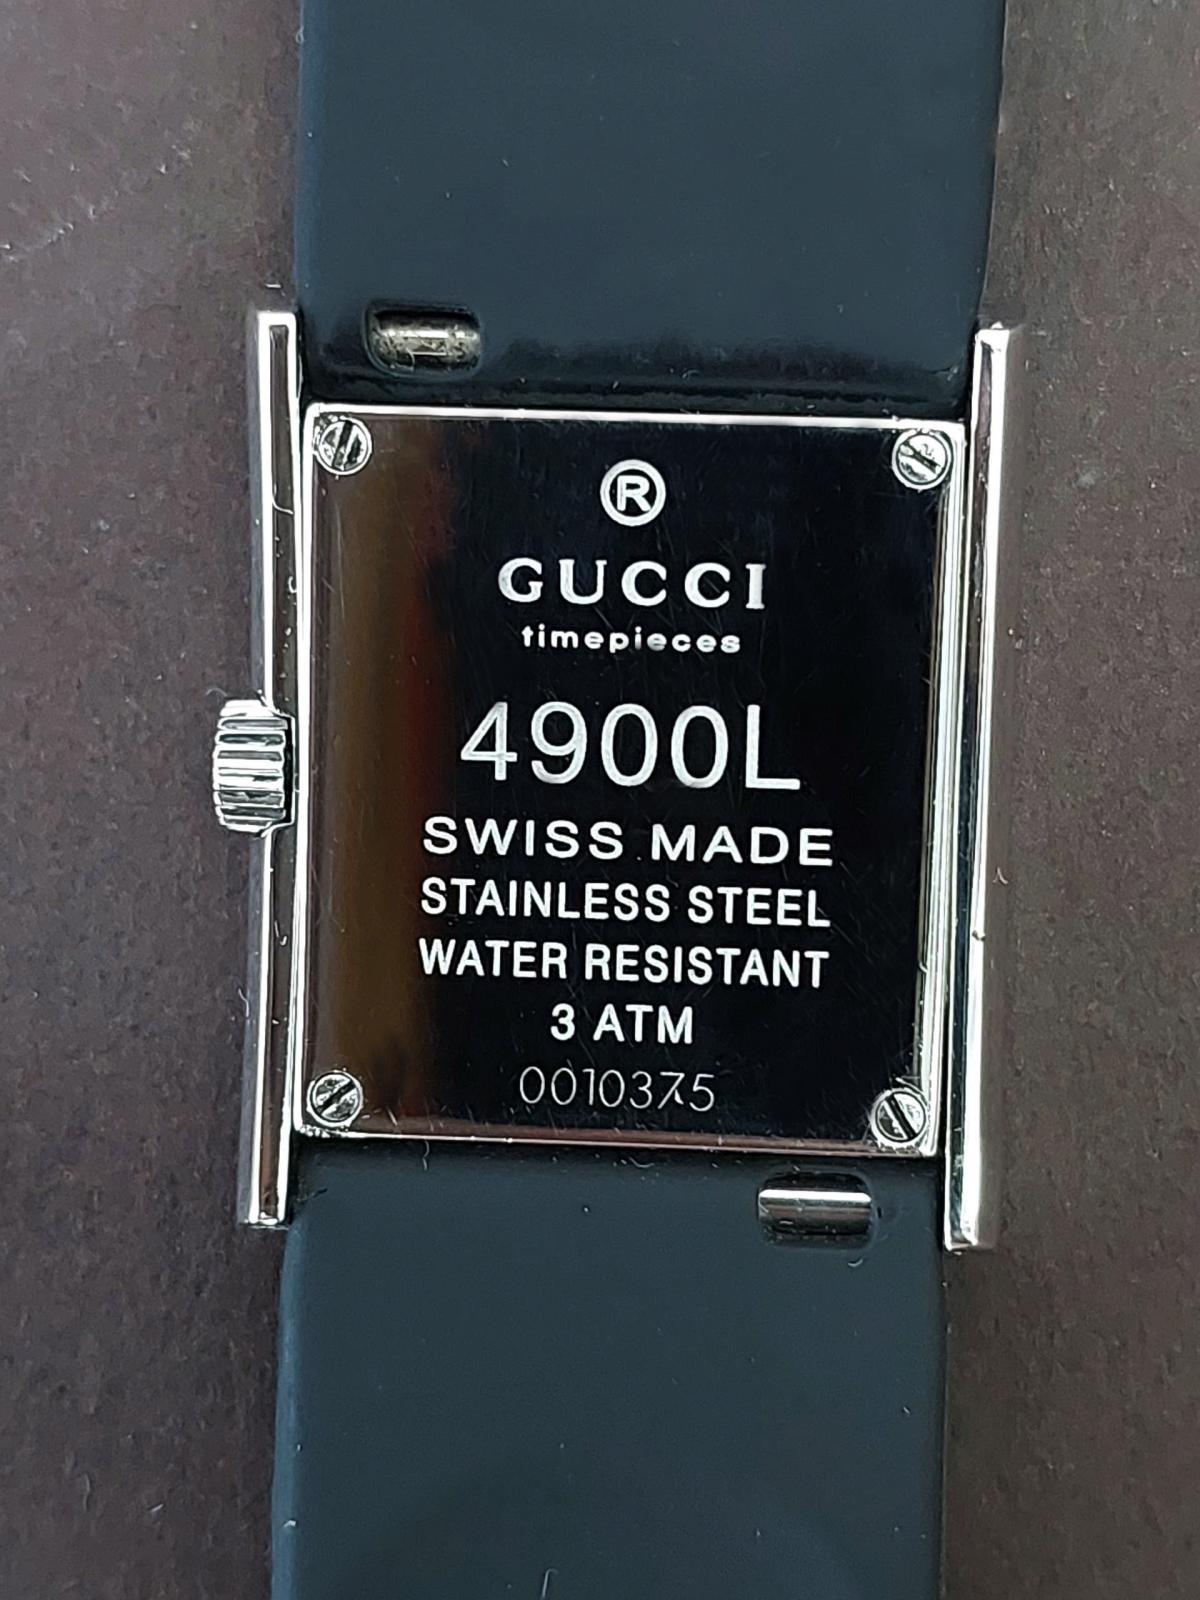 ®
GUCCI
timepieces
4900L
SWISS MADE
STAINLESS STEEL
WATER RESISTANT
3 ATM
0010375